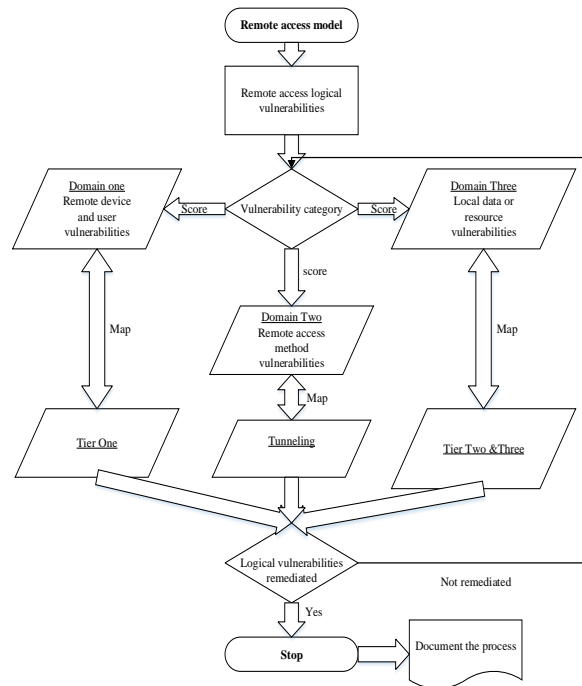 Remote access model
Remote access logical
vulnerabilities
Domain one
Remote device
and user
vulnerabilities
Score
Vulnerability category
Score
Domain Three
Local data or
resource
vulnerabilities
score
Domain Two
Remote access
method
vulnerabilities
Map
Map
Map
Tier One
Tunneling
Tier Two &Three
Logical vulnerabilities
remediated
Not remediated
Yes
Stop
Document the process